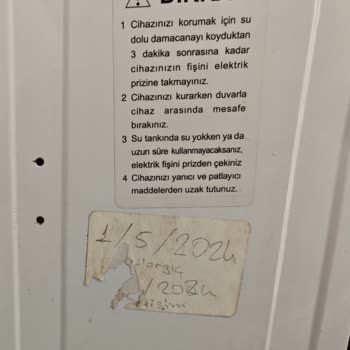 1 Cihazınızı korumak için su
dolu damacanayı koyduktan
3 dakika sonrasına kadar
cihazınızın fişini elektrik
prizine takmayınız.
2 Cihazınızı kurarken duvarla
cihaz arasında mesafe
bırakınız.
3 Su tankında su yokken ya da
uzun süre kullanmayacaksanız,
elektrik fişini prizden çekiniz
4 Cihazınızı yanıcı ve patlayıcı
maddelerden uzak tutunuz.
1/5/2024
/2024